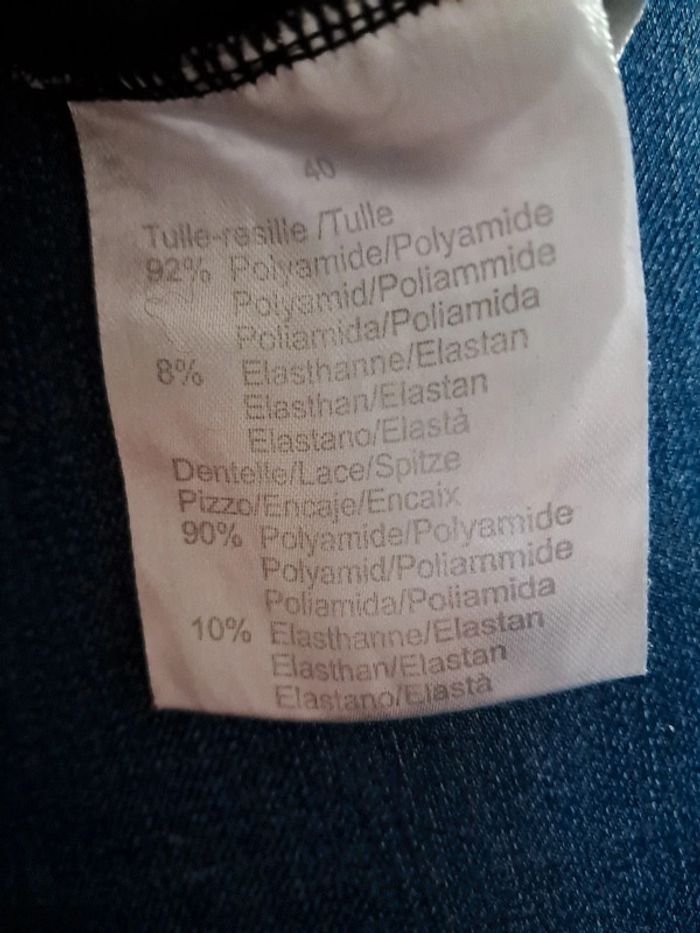 40
Tulle-resille /Tulle
92% Polyamide/Polyamide
Polyamid/Poliammide
Poliamida/Poliamida
8% Elasthanne/Elastan
Elasthan/Elastan
Elastano/Elastà
Dentelle/Lace/Spitze
Pizzo/Encaje/Encaix
90% Polyamide/Polyamide
Polyamid/Poliammide
Poliamida/Poliamida
10% Elasthanne/Elastan
Elasthan/Elastan
Elastano/Elastà